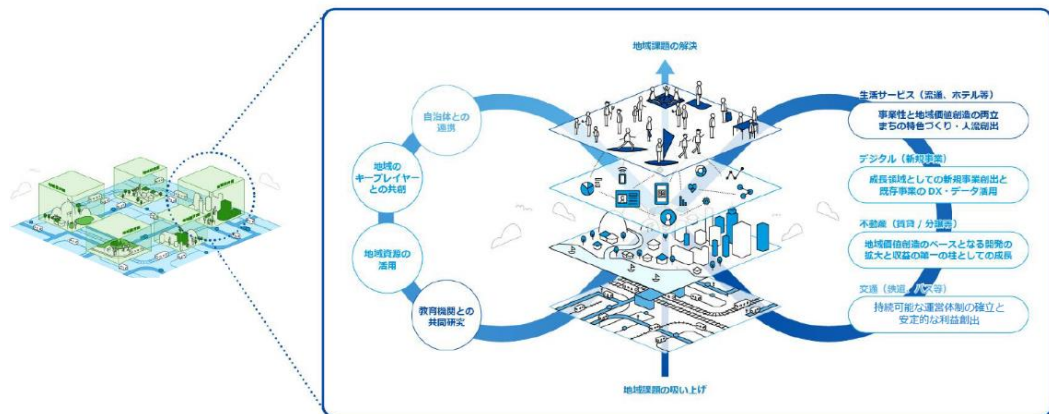 地域課題の解決
自治体との
連携
地域の
キープレイヤー
との共創
地域資源の
活用
教育機関との
共同研究
生活サービス（流通、ホテル等）
事業性と地域価値創造の両立
まちの特色づくり・人流創出
デジタル（新規事業）
成長領域としての新規事業創出と
既存事業の DX・データ活用
不動産（賃貸 / 分譲等）
地域価値創造のベースとなる開発の
拡大と収益の第一の柱としての成長
交通（鉄道・バス等）
持続可能な運営体制の確立と
安定的な利益創出
地域課題の吸い上げ